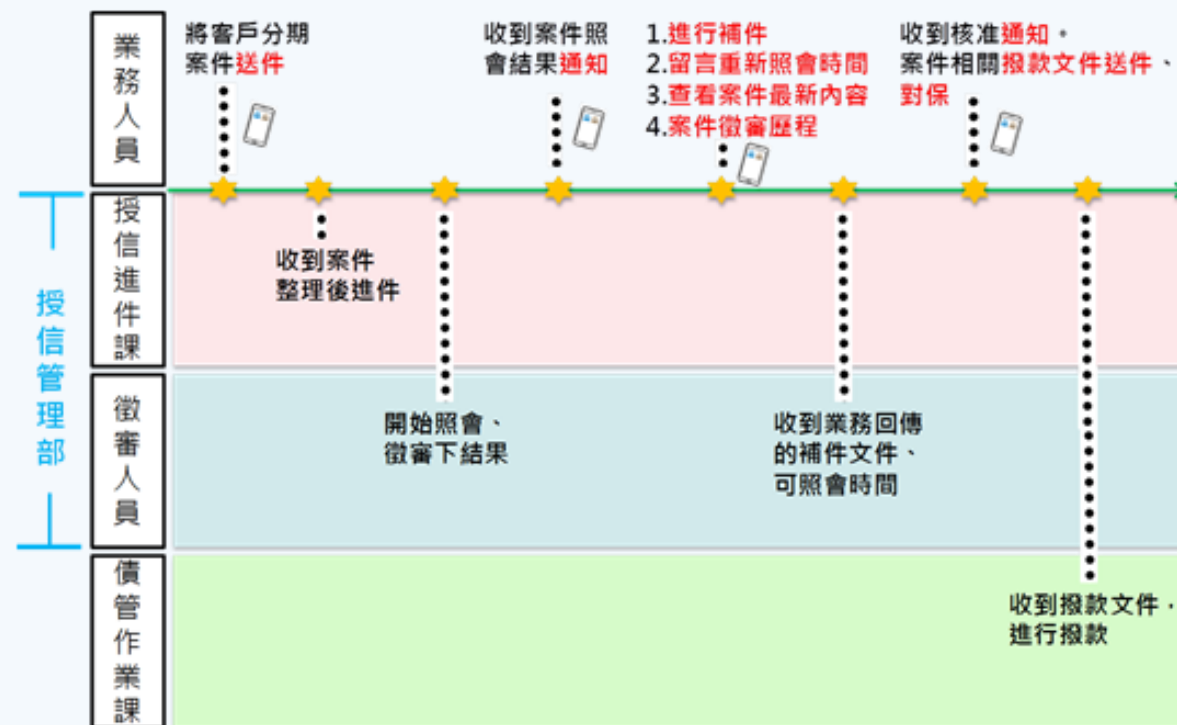 業務人員
將客戶分期
案件送件
收到案件照
會結果通知
1.進行補件
2.留言重新照會時間
3.查看案件最新內容
4.案件徵審歷程
收到核准通知。
案件相關撥款文件送件、
對保
授信管理部
授信進件課
收到案件
整理後進件
徵審人員
開始照會、
徵審下結果
收到業務回傳
的補件文件、
可照會時間
債管作業課
收到撥款文件，
進行撥款